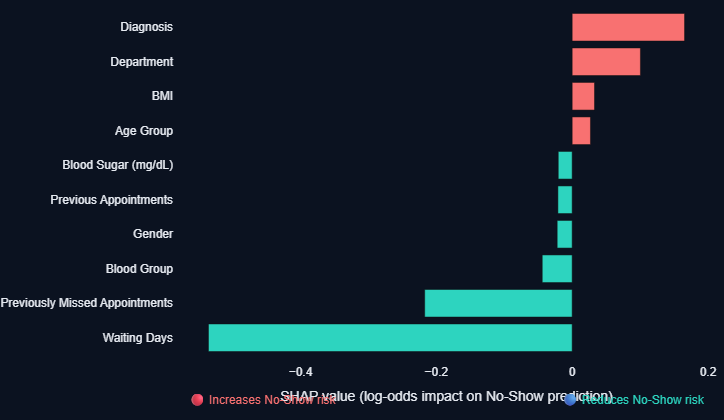 Diagnosis
Department
BMI
Age Group
Blood Sugar (mg/dL)
Previous Appointments
Gender
Blood Group
Previously Missed Appointments
Waiting Days
−0.4 −0.2 0 0.2
SHAP value (log-odds impact on No-Show prediction)
Increases No-Show risk Reduces No-Show risk